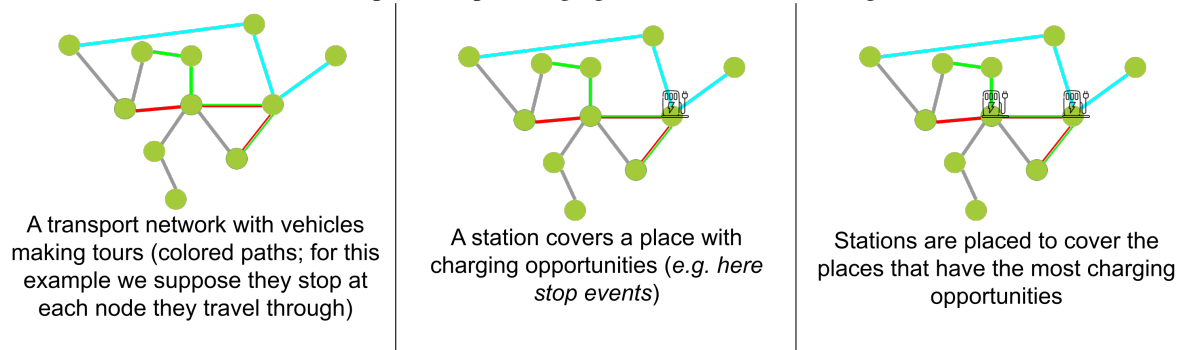 A transport network with vehicles
making tours (colored paths; for this
example we suppose they stop at
each node they travel through)
A station covers a place with
charging opportunities (e.g. here
stop events)
Stations are placed to cover the
places that have the most charging
opportunities